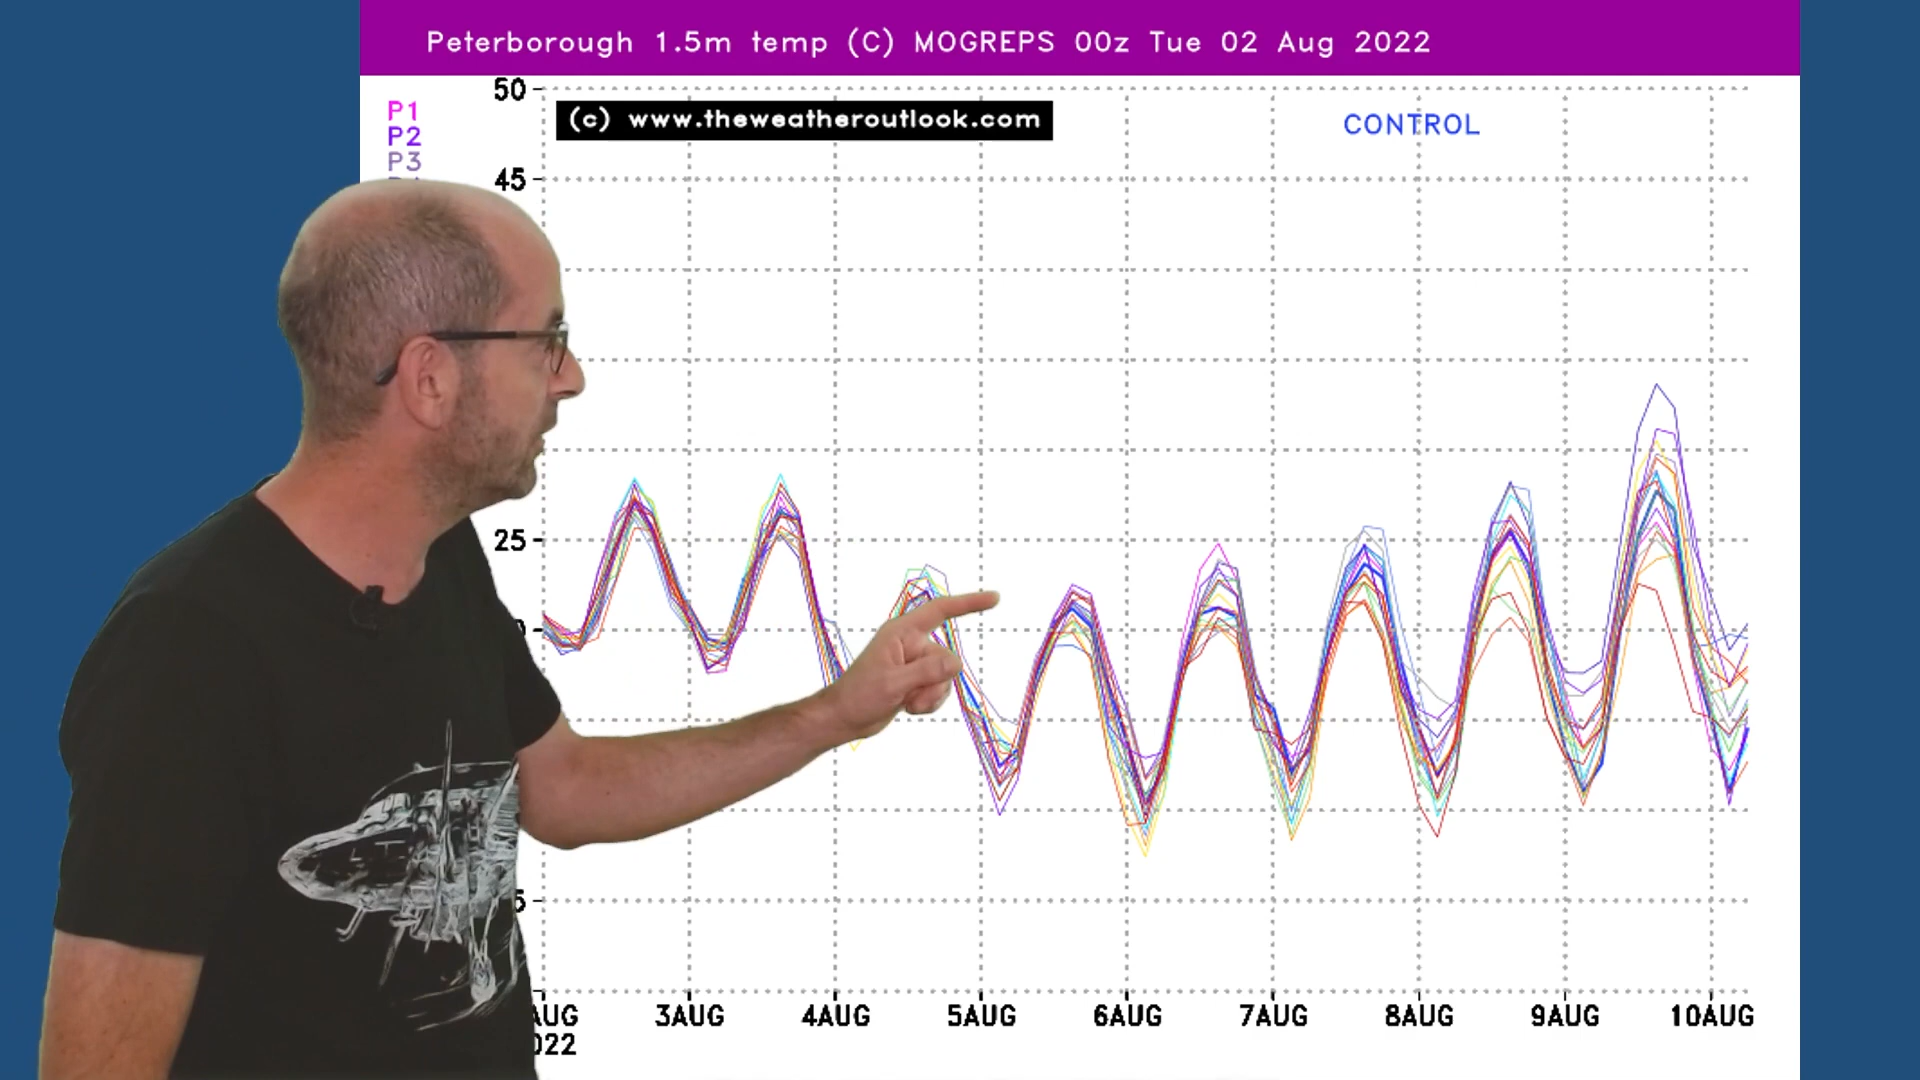 Peterborough 1.5m temp (C) MOGREPS 00z Tue 02 Aug 2022
50
(c) www.theweatheroutlook.com
CONTROL
P1
P2
P3
45
25
3AUG
4AUG
5AUG
6AUG
7AUG
8AUG
9AUG
10AUG